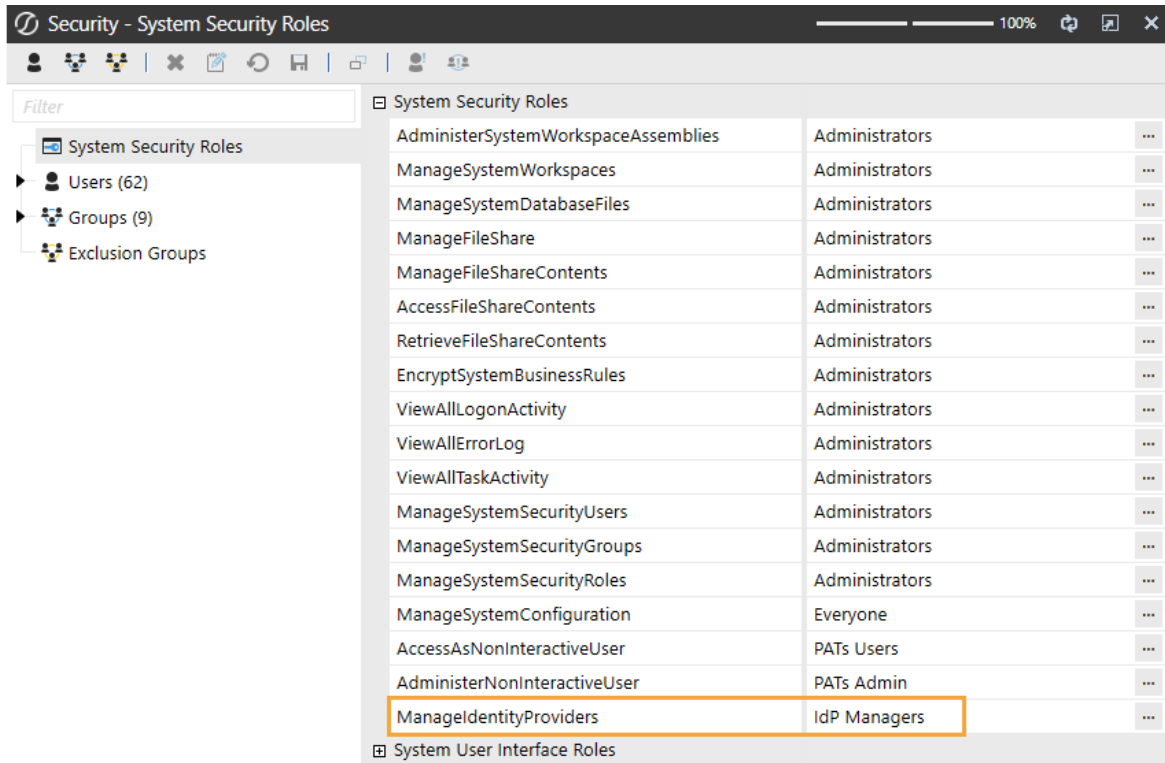 Security - System Security Roles
100%
Filter
System Security Roles
Users (62)
Groups (9)
Exclusion Groups
System Security Roles
AdministerSystemWorkspaceAssemblies Administrators ...
ManageSystemWorkspaces Administrators ...
ManageSystemDatabaseFiles Administrators ...
ManageFileShare Administrators ...
ManageFileShareContents Administrators ...
AccessFileShareContents Administrators ...
RetrieveFileShareContents Administrators ...
EncryptSystemBusinessRules Administrators ...
ViewAllLogonActivity Administrators ...
ViewAllErrorLog Administrators ...
ViewAllTaskActivity Administrators ...
ManageSystemSecurityUsers Administrators ...
ManageSystemSecurityGroups Administrators ...
ManageSystemSecurityRoles Administrators ...
ManageSystemConfiguration Everyone ...
AccessAsNonInteractiveUser PATs Users ...
AdministerNonInteractiveUser PATs Admin ...
ManageIdentityProviders IdP Managers ...
System User Interface Roles